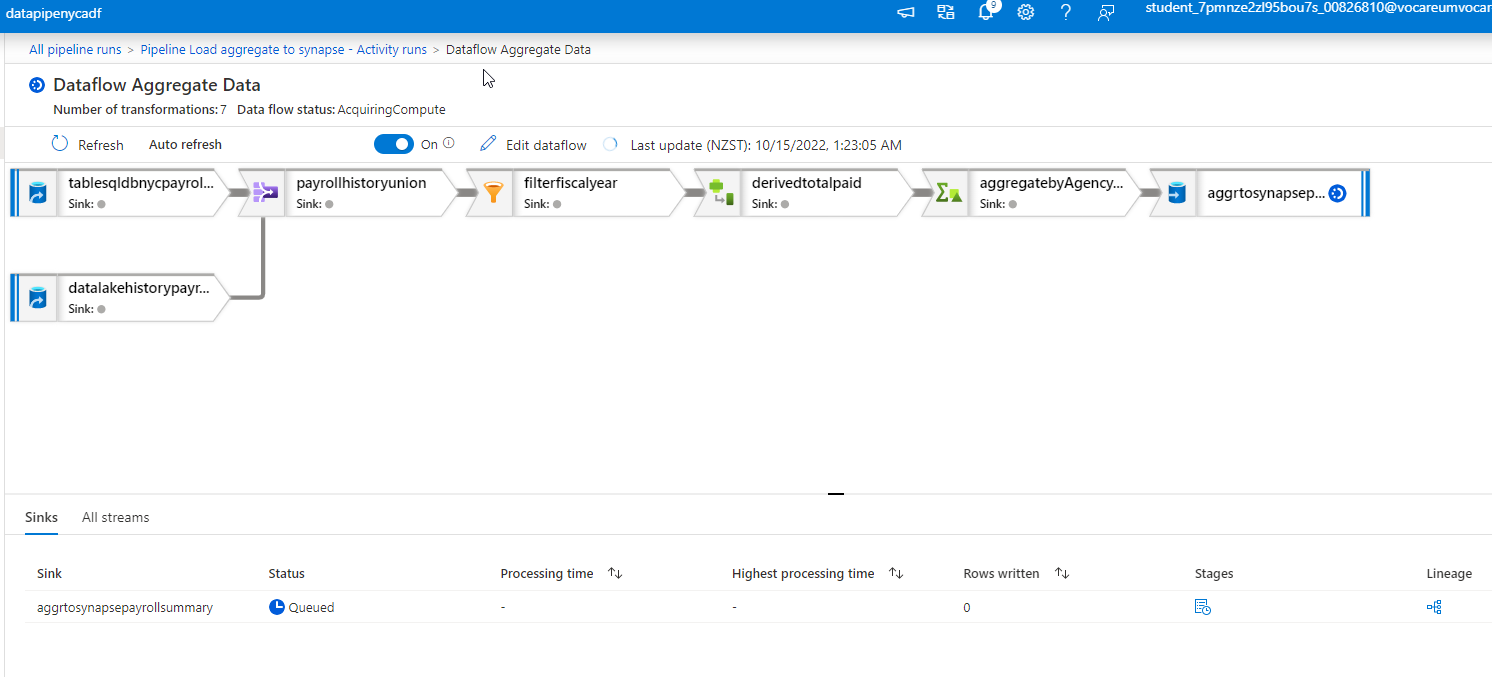 datapipenycadf
9
student_7pmnze2zl95bou7s_00826810@vocareumvocar
All pipeline runs > Pipeline Load aggregate to synapse - Activity runs > Dataflow Aggregate Data
Dataflow Aggregate Data
Number of transformations: 7 Data flow status: AcquiringCompute
Refresh Auto refresh On Edit dataflow Last update (NZST): 10/15/2022, 1:23:05 AM
tablesqldbnycpayrol...
Sink:
payrollhistoryunion
Sink:
filterfiscalyear
Sink:
derivedtotalpaid
Sink:
aggregatebyAgency...
Sink:
aggrtosynapsep...
datalakehistorypayr...
Sink:
Sinks All streams
Sink Status Processing time Highest processing time Rows written Stages Lineage
aggrtosynapsepayrollsummary Queued - - 0